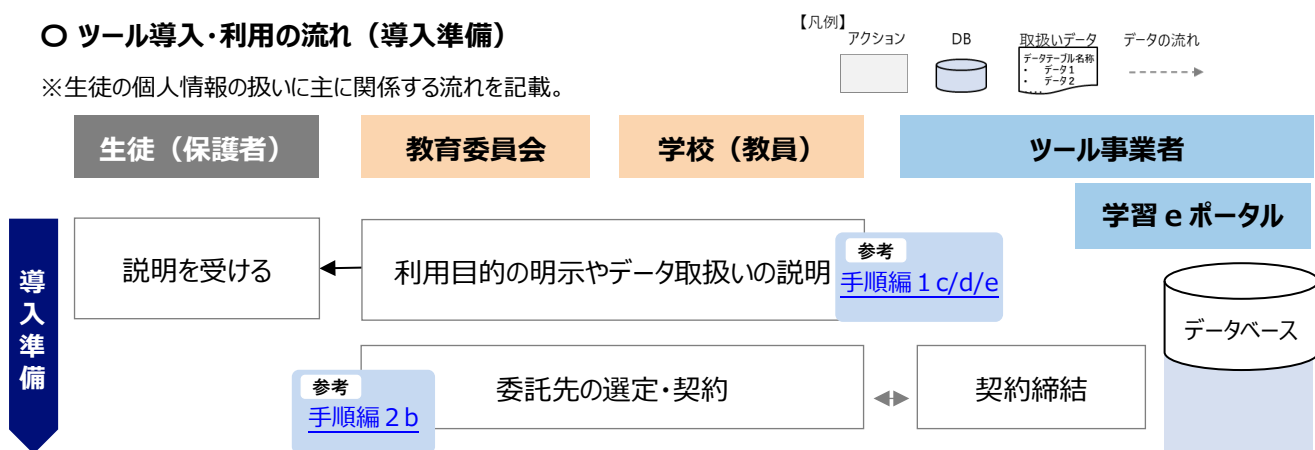 〇 ツール導入・利用の流れ（導入準備）
※生徒の個人情報の扱いに主に関係する流れを記載。
【凡例】
アクション
DB
取扱いデータ
データの流れ
データテーブル名称
・ データ1
・ データ2
・・・・
生徒（保護者）
教育委員会
学校（教員）
ツール事業者
学習 e ポータル
導入準備
説明を受ける
利用目的の明示やデータ取扱いの説明
参考
手順編１c/d/e
データベース
参考
手順編２b
委託先の選定・契約
契約締結